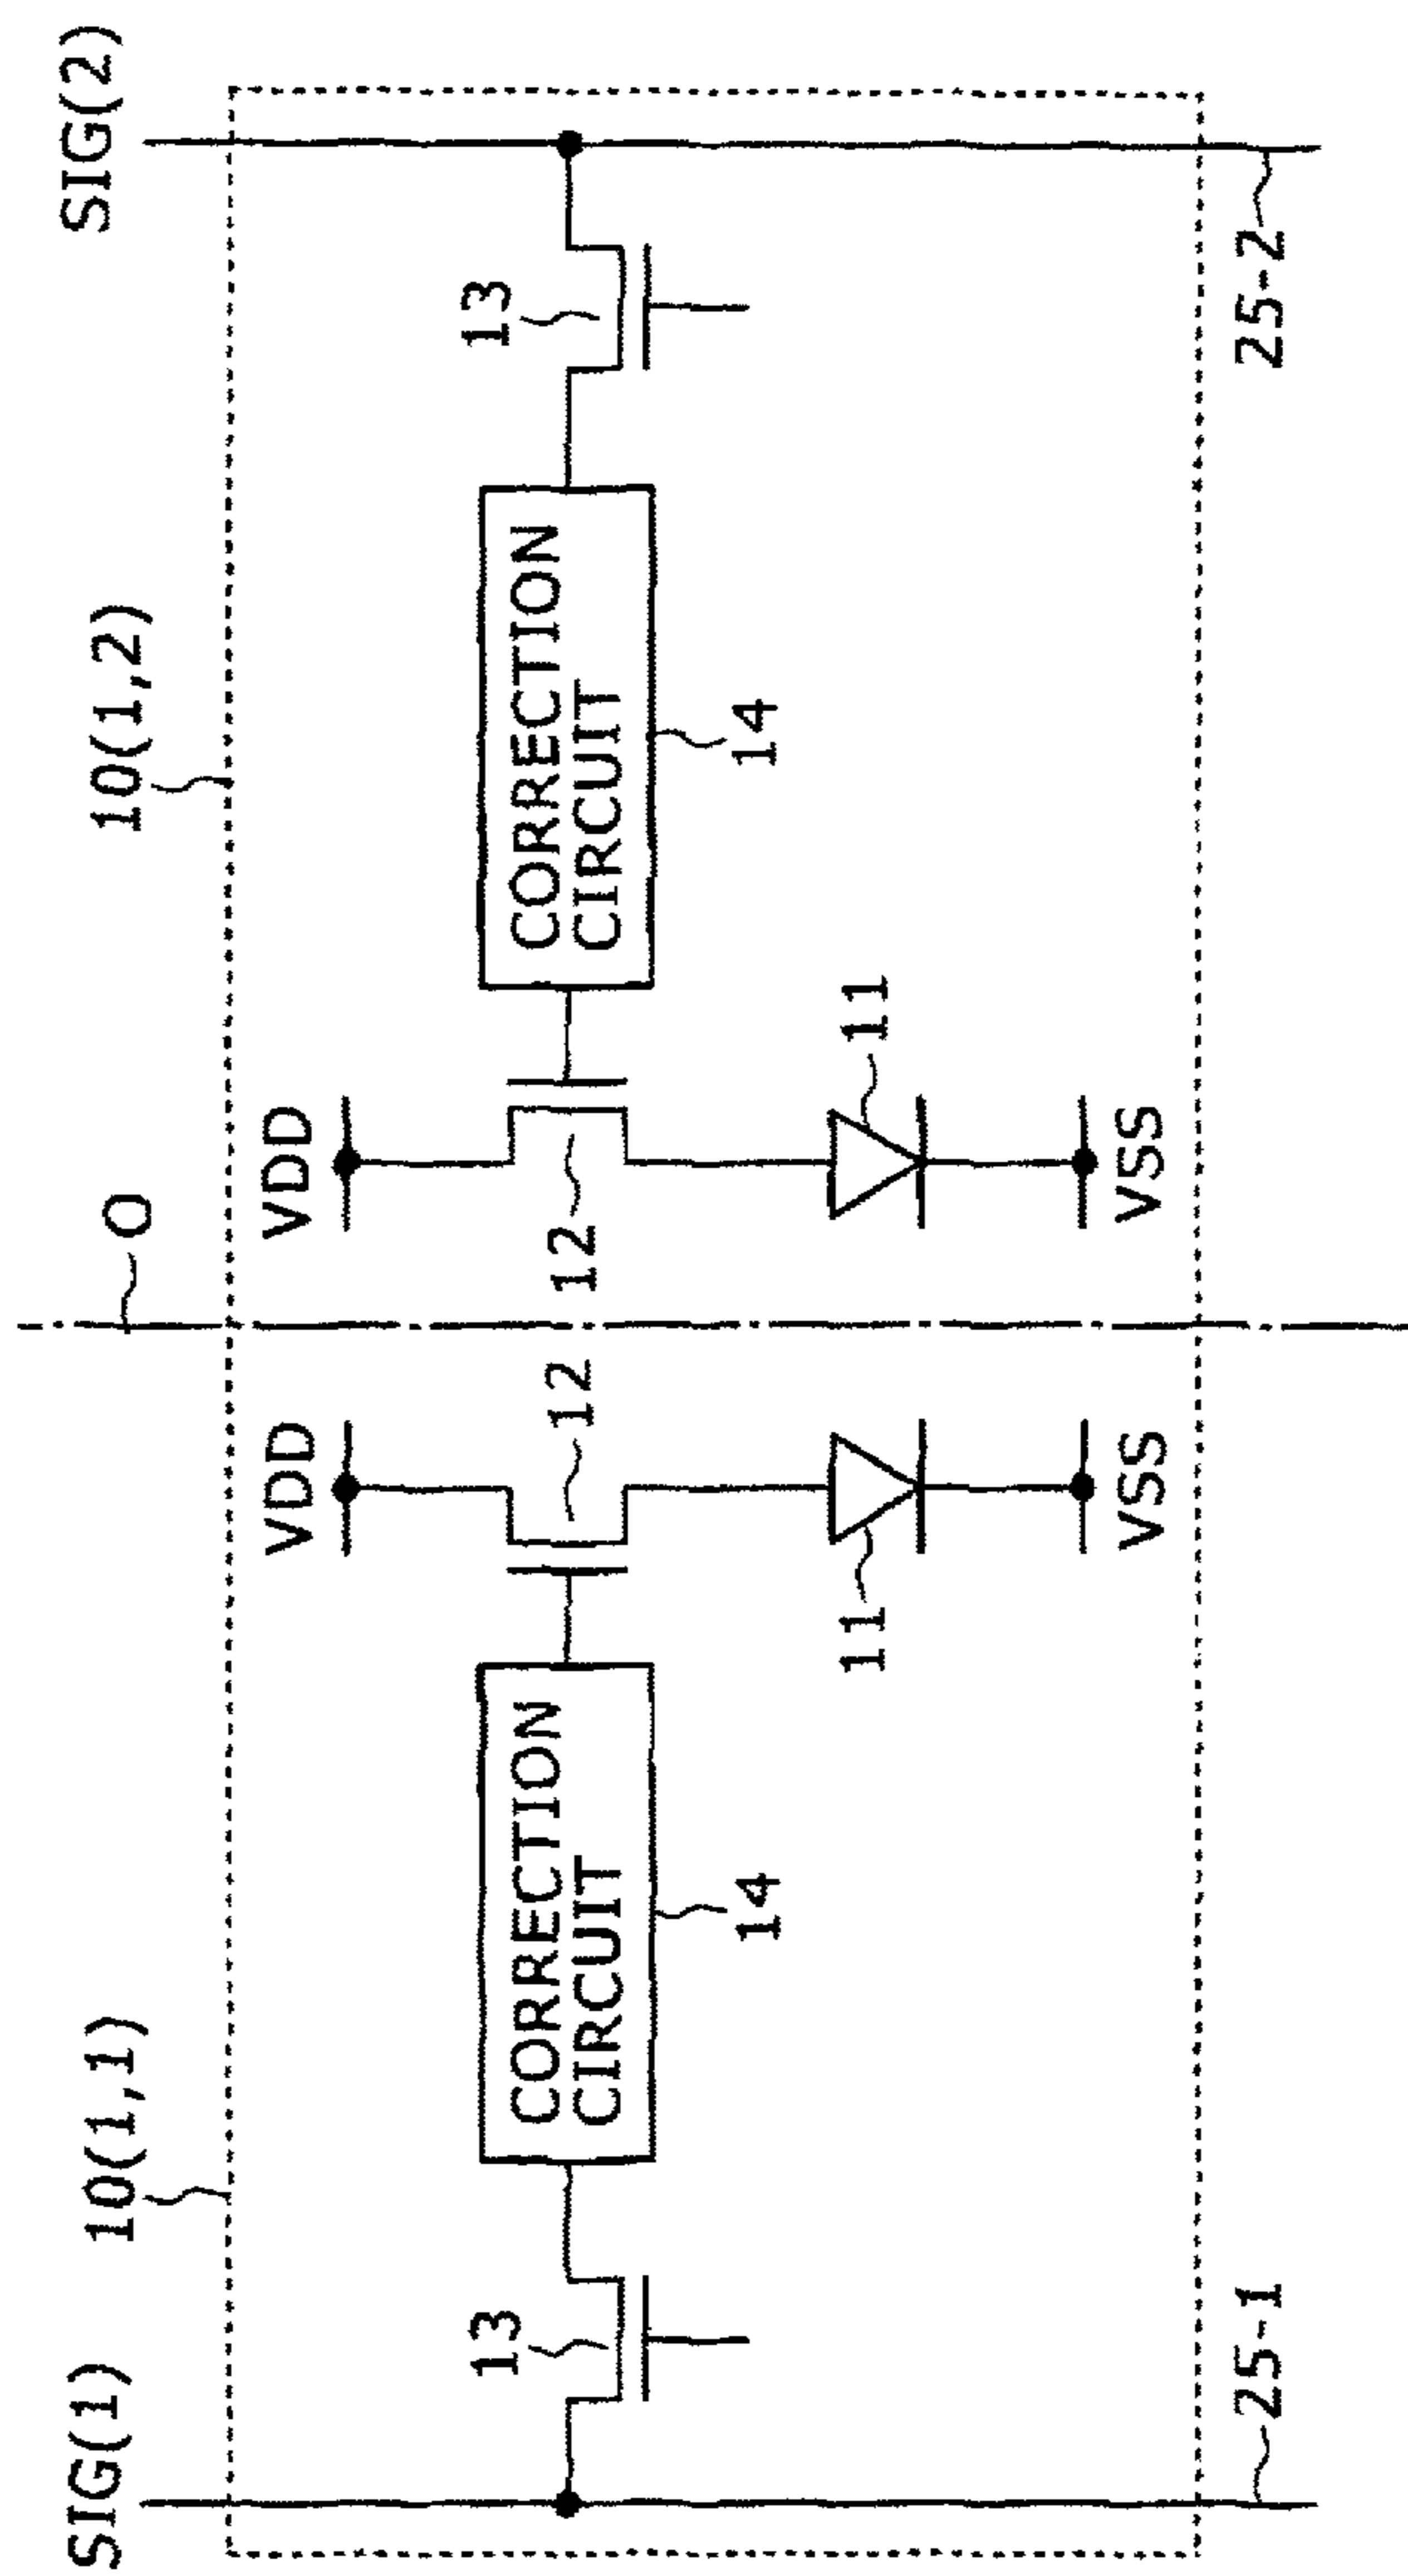 SIG(1)
10(1,1)
O
10(1,2)
SIG(2)
VDD
VDD
13
CORRECTION
CIRCUIT
12
12
CORRECTION
CIRCUIT
13
14
14
11
11
VSS
VSS
25-1
25-2